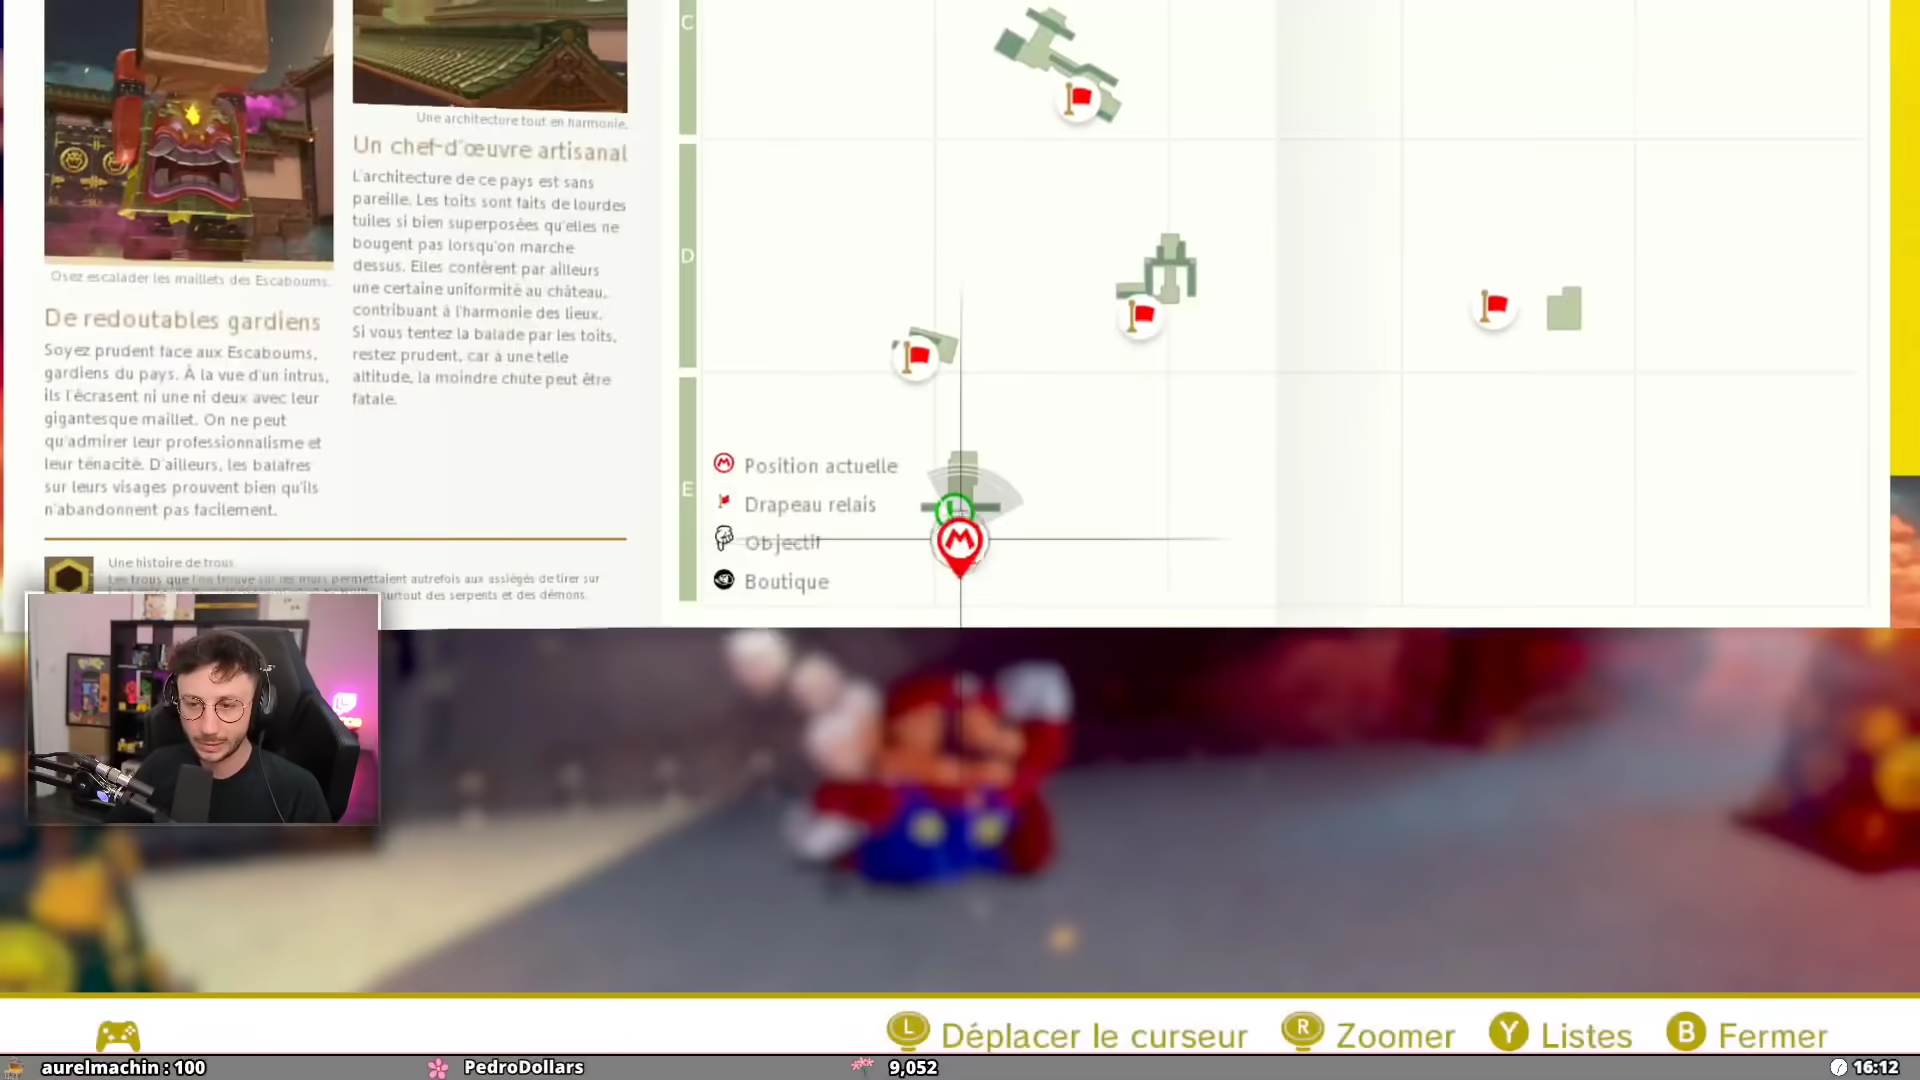 Osez escalader les maillets des Escaboums.
De redoutables gardiens
Soyez prudent face aux Escaboums,
gardiens du pays. À la vue d'un intrus,
ils l'écrasent ni une ni deux avec leur
gigantesque maillet. On ne peut
qu'admirer leur professionnalisme et
leur ténacité. D'ailleurs, les balafres
sur leurs visages prouvent bien qu'ils
n'abandonnent pas facilement.
Une architecture tout en harmonie.
Un chef-d'œuvre artisanal
L'architecture de ce pays est sans
pareille. Les toits sont faits de lourdes
tuiles si bien superposées qu'elles ne
bougent pas lorsqu'on marche
dessus. Elles confèrent par ailleurs
une certaine uniformité au château,
contribuant à l'harmonie des lieux.
Si vous tentez la balade par les toits,
restez prudent, car à une telle
altitude, la moindre chute peut être
fatale.
Une histoire de trous
Les trous que l'on trouve sur les murs permettaient autrefois aux assiégés de tirer sur
surtout des serpents et des démons.
C
D
E
Position actuelle
Drapeau relais
Objectif
Boutique
L
M
L Déplacer le curseur R Zoomer Y Listes B Fermer
aurelmachin : 100 PedroDollars 9,052 16:12